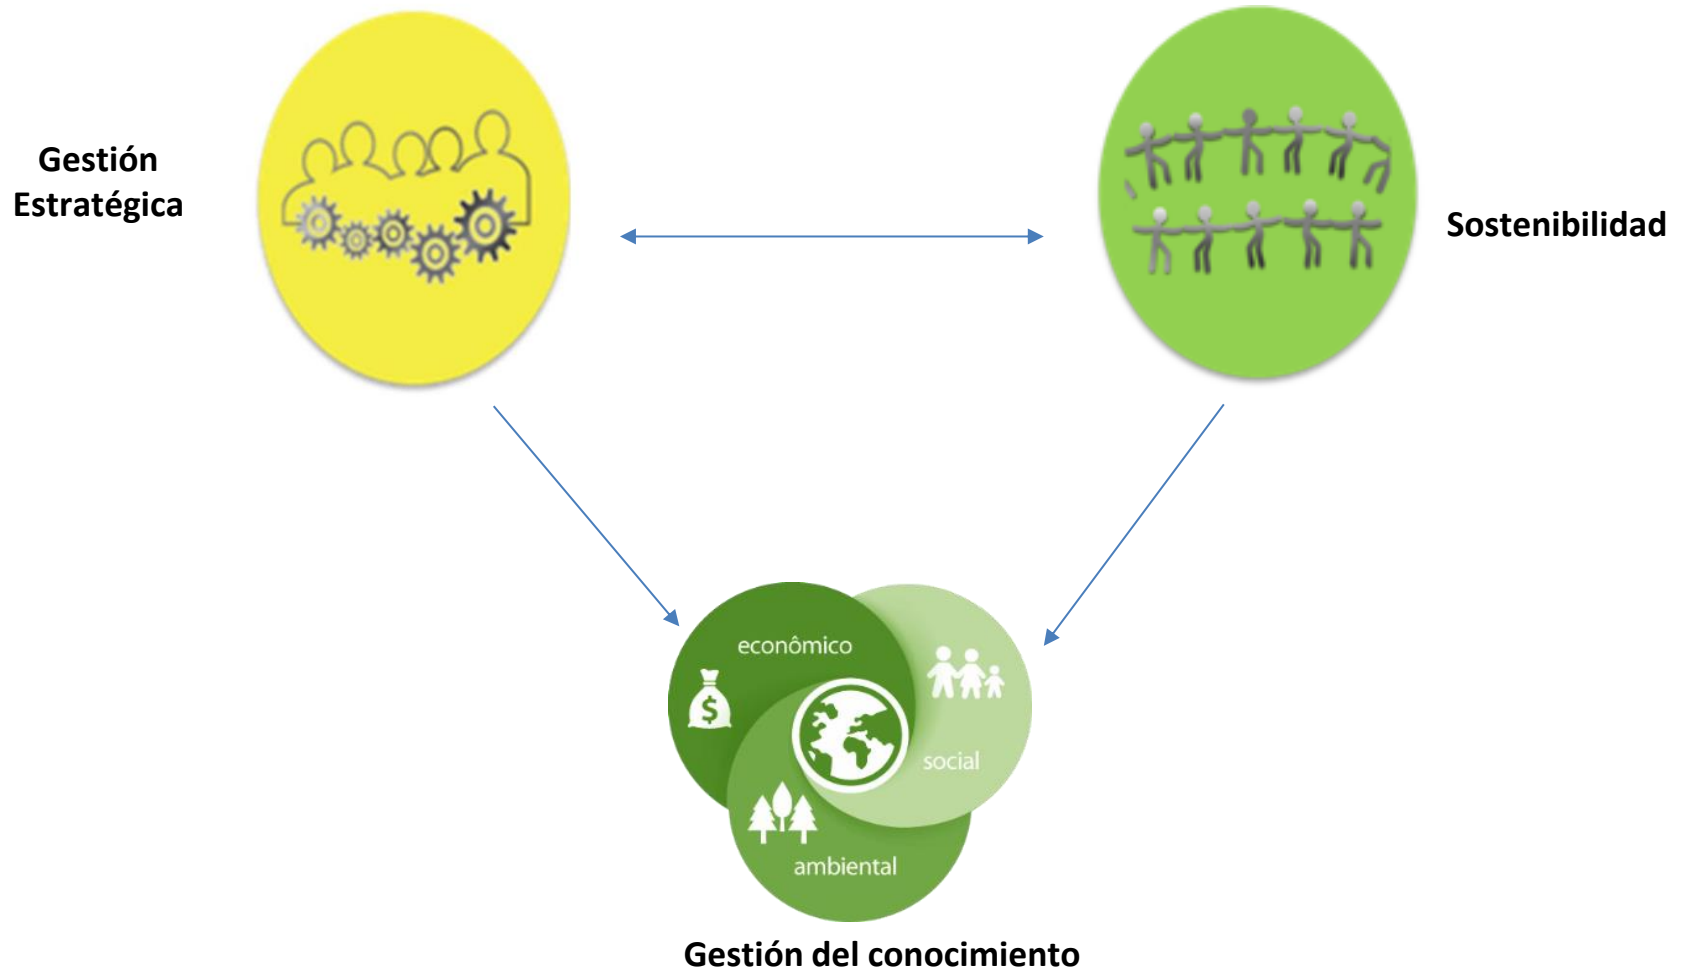 Gestión
Estratégica
Sostenibilidad
econômico
$
social
ambiental
Gestión del conocimiento